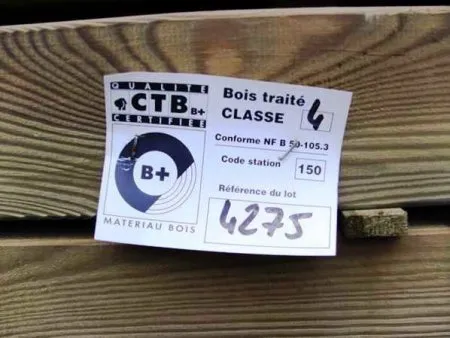 QUALITÉ
CTB B+
CERTIFIÉE
B+
MATERIAU BOIS
Bois traité
CLASSE 4
Conforme NF B 50-105.3
Code station 150
Référence du lot
4275